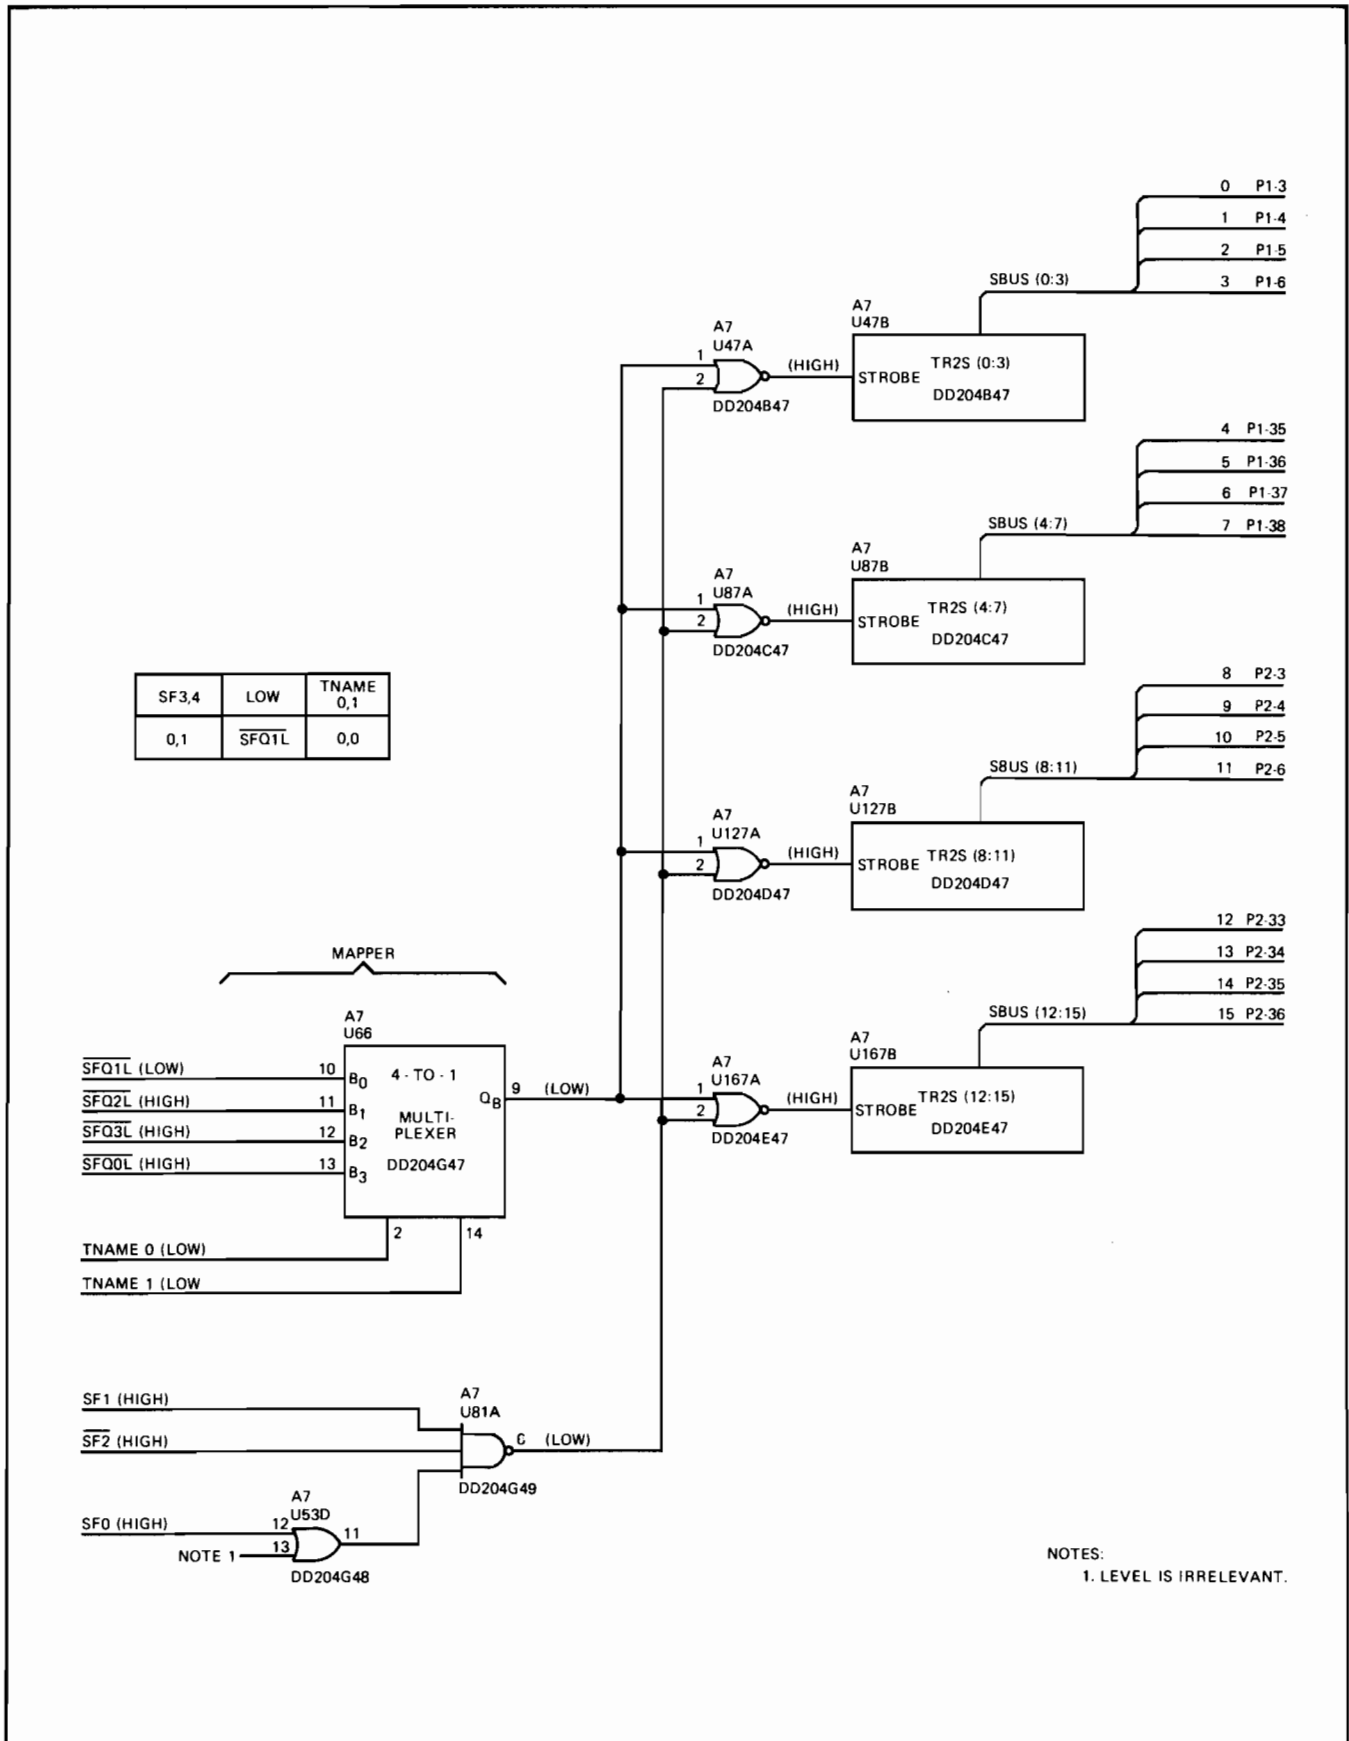 0 P1-3
1 P1-4
2 P1-5
3 P1-6
SBUS (0:3)
A7
U47A
1
2
DD204B47
(HIGH)
A7
U47B
STROBE
TR2S (0:3)
DD204B47
4 P1-35
5 P1-36
6 P1-37
7 P1-38
SBUS (4:7)
A7
U87A
1
2
DD204C47
(HIGH)
A7
U87B
STROBE
TR2S (4:7)
DD204C47
SF3,4 LOW TNAME 0,1
0,1 SFQ1L 0,0
8 P2-3
9 P2-4
10 P2-5
11 P2-6
S8US (8:11)
A7
U127A
1
2
DD204D47
(HIGH)
A7
U127B
STROBE
TR2S (8:11)
DD204D47
12 P2-33
13 P2-34
14 P2-35
15 P2-36
SBUS (12:15)
A7
U167A
1
2
DD204E47
(HIGH)
A7
U167B
STROBE
TR2S (12:15)
DD204E47
MAPPER
A7
U66
SFQ1L (LOW) 10 B0
SFQ2L (HIGH) 11 B1
SFQ3L (HIGH) 12 B2
SFQ0L (HIGH) 13 B3
4-TO-1
MULTI-
PLEXER
DD204G47
QB 9 (LOW)
2
14
TNAME 0 (LOW)
TNAME 1 (LOW
SF1 (HIGH)
SF2 (HIGH)
A7
U81A
(LOW)
DD204G49
SF0 (HIGH)
NOTE 1
A7
U53D
12
13
11
DD204G48
NOTES:
1. LEVEL IS IRRELEVANT.